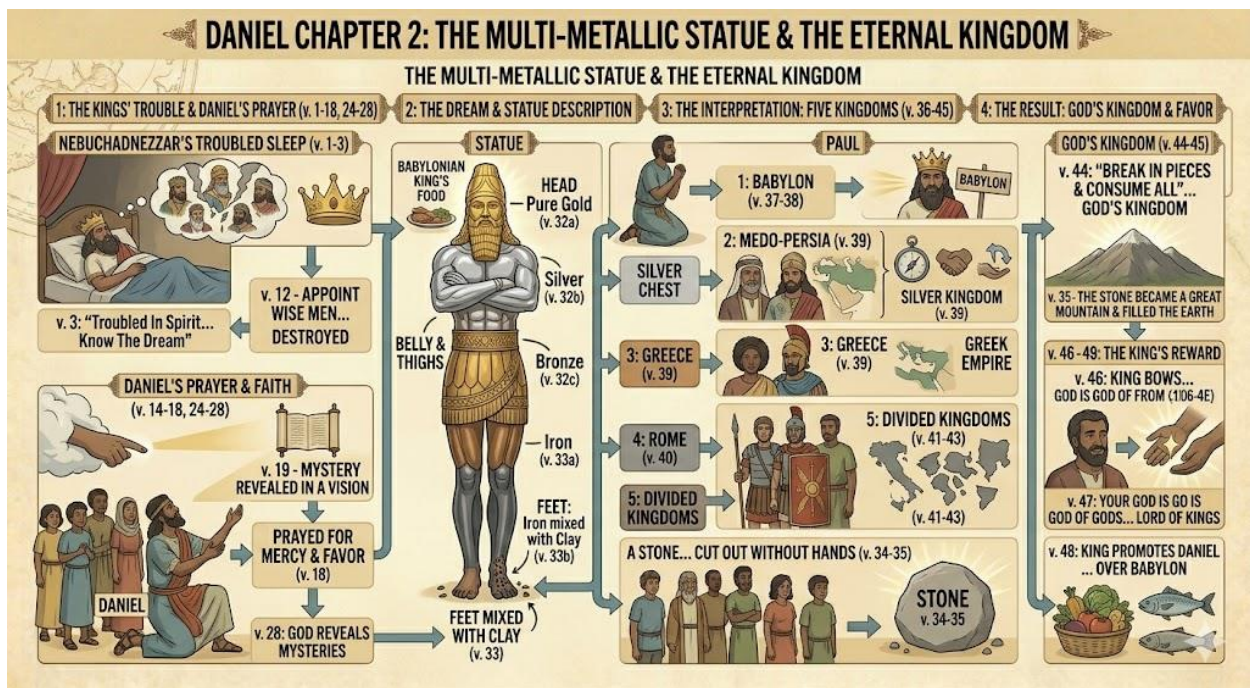 DANIEL CHAPTER 2: THE MULTI-METALLIC STATUE & THE ETERNAL KINGDOM
THE MULTI-METALLIC STATUE & THE ETERNAL KINGDOM
1: THE KINGS' TROUBLE & DANIEL'S PRAYER (v. 1-18, 24-28)
NEBUCHADNEZZAR'S TROUBLED SLEEP (v. 1-3)
v. 12 - APPOINT
WISE MEN...
DESTROYED
v. 3: "Troubled In Spirit...
Know The Dream"
DANIEL'S PRAYER & FAITH
(v. 14-18, 24-28)
v. 19 - MYSTERY
REVEALED IN A VISION
PRAYED FOR
MERCY & FAVOR
(v. 18)
DANIEL
v. 28: GOD REVEALS
MYSTERIES
2: THE DREAM & STATUE DESCRIPTION
STATUE
BABYLONIAN
KING'S
FOOD
HEAD
Pure Gold
(v. 32a)
Silver
(v. 32b)
BELLY &
THIGHS
Bronze
(v. 32c)
Iron
(v. 33a)
FEET:
Iron mixed
with Clay
(v. 33b)
FEET MIXED
WITH CLAY
(v. 33)
3: THE INTERPRETATION: FIVE KINGDOMS (v. 36-45)
PAUL
1: BABYLON
(v. 37-38)
BABYLON
SILVER
CHEST
2: MEDO-PERSIA (v. 39)
SILVER KINGDOM
(v. 39)
3: GREECE
(v. 39)
3: GREECE
(v. 39)
GREEK
EMPIRE
4: ROME
(v. 40)
5: DIVIDED
KINGDOMS
5: DIVIDED KINGDOMS
(v. 41-43)
(v. 41-43)
A STONE... CUT OUT WITHOUT HANDS (v. 34-35)
STONE
v. 34-35
4: THE RESULT: GOD'S KINGDOM & FAVOR
GOD'S KINGDOM (v. 44-45)
v. 44: "BREAK IN PIECES
& CONSUME ALL"...
GOD'S KINGDOM
v. 35 - THE STONE BECAME A GREAT
MOUNTAIN & FILLED THE EARTH
v. 46 - 49: THE KING'S REWARD
v. 46: KING BOWS...
GOD IS GOD OF FROM (1!06-4E)
v. 47: YOUR GOD IS GO IS
GOD OF GODS... LORD OF KINGS
v. 48: KING PROMOTES DANIEL
... OVER BABYLON